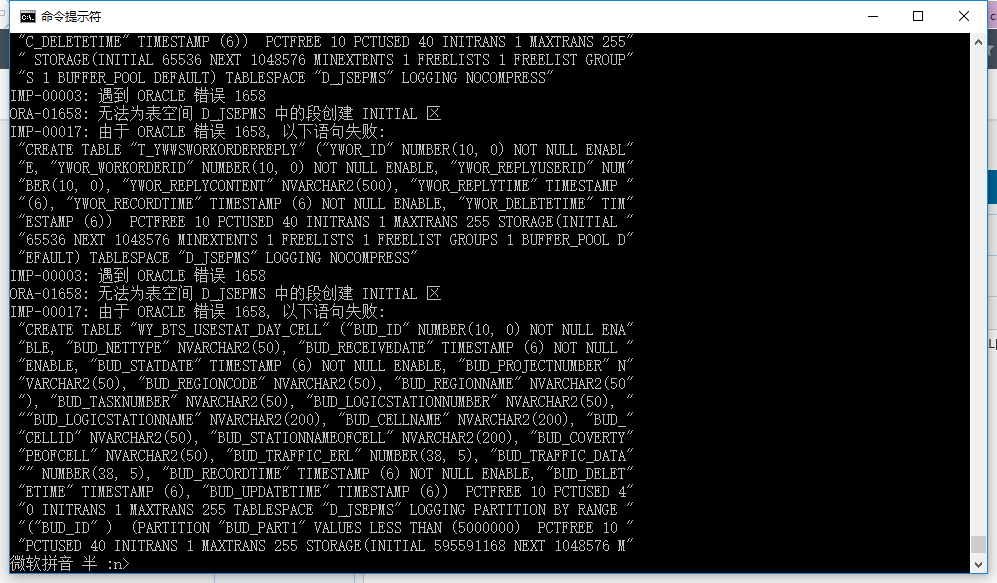 命令提示符
"C_DELETETIME" TIMESTAMP (6))  PCTFREE 10 PCTUSED 40 INITRANS 1 MAXTRANS 255"
" STORAGE(INITIAL 65536 NEXT 1048576 MINEXTENTS 1 FREELISTS 1 FREELIST GROUP"
"S 1 BUFFER_POOL DEFAULT) TABLESPACE "D_JSEPMS" LOGGING NOCOMPRESS"
IMP-00003: 遇到 ORACLE 错误 1658
ORA-01658: 无法为表空间 D_JSEPMS 中的段创建 INITIAL 区
IMP-00017: 由于 ORACLE 错误 1658, 以下语句失败:
"CREATE TABLE "T_YWWSWORKORDERREPLY" ("YWOR_ID" NUMBER(10, 0) NOT NULL ENABL"
"E, "YWOR_WORKORDERID" NUMBER(10, 0) NOT NULL ENABLE, "YWOR_REPLYUSERID" NUM"
"BER(10, 0), "YWOR_REPLYCONTENT" NVARCHAR2(500), "YWOR_REPLYTIME" TIMESTAMP "
"(6), "YWOR_RECORDTIME" TIMESTAMP (6) NOT NULL ENABLE, "YWOR_DELETETIME" TIM"
"ESTAMP (6))  PCTFREE 10 PCTUSED 40 INITRANS 1 MAXTRANS 255 STORAGE(INITIAL "
"65536 NEXT 1048576 MINEXTENTS 1 FREELISTS 1 FREELIST GROUPS 1 BUFFER_POOL D"
"EFAULT) TABLESPACE "D_JSEPMS" LOGGING NOCOMPRESS"
IMP-00003: 遇到 ORACLE 错误 1658
ORA-01658: 无法为表空间 D_JSEPMS 中的段创建 INITIAL 区
IMP-00017: 由于 ORACLE 错误 1658, 以下语句失败:
"CREATE TABLE "WY_BTS_USESTAT_DAY_CELL" ("BUD_ID" NUMBER(10, 0) NOT NULL ENA"
"BLE, "BUD_NETTYPE" NVARCHAR2(50), "BUD_RECEIVEDATE" TIMESTAMP (6) NOT NULL "
"ENABLE, "BUD_STATDATE" TIMESTAMP (6) NOT NULL ENABLE, "BUD_PROJECTNUMBER" N"
"VARCHAR2(50), "BUD_REGIONCODE" NVARCHAR2(50), "BUD_REGIONNAME" NVARCHAR2(50"
"), "BUD_TASKNUMBER" NVARCHAR2(50), "BUD_LOGICSTATIONNUMBER" NVARCHAR2(50), "
""BUD_LOGICSTATIONNAME" NVARCHAR2(200), "BUD_CELLNAME" NVARCHAR2(200), "BUD_"
"CELLID" NVARCHAR2(50), "BUD_STATIONNAMEOFCELL" NVARCHAR2(200), "BUD_COVERTY"
"PEOFCELL" NVARCHAR2(50), "BUD_TRAFFIC_ERL" NUMBER(38, 5), "BUD_TRAFFIC_DATA"
"" NUMBER(38, 5), "BUD_RECORDTIME" TIMESTAMP (6) NOT NULL ENABLE, "BUD_DELET"
"ETIME" TIMESTAMP (6), "BUD_UPDATETIME" TIMESTAMP (6))  PCTFREE 10 PCTUSED 4"
"0 INITRANS 1 MAXTRANS 255 TABLESPACE "D_JSEPMS" LOGGING PARTITION BY RANGE "
"("BUD_ID" )  (PARTITION "BUD_PART1" VALUES LESS THAN (5000000)  PCTFREE 10 "
"PCTUSED 40 INITRANS 1 MAXTRANS 255 STORAGE(INITIAL 595591168 NEXT 1048576 M"
微软拼音 半 :n>